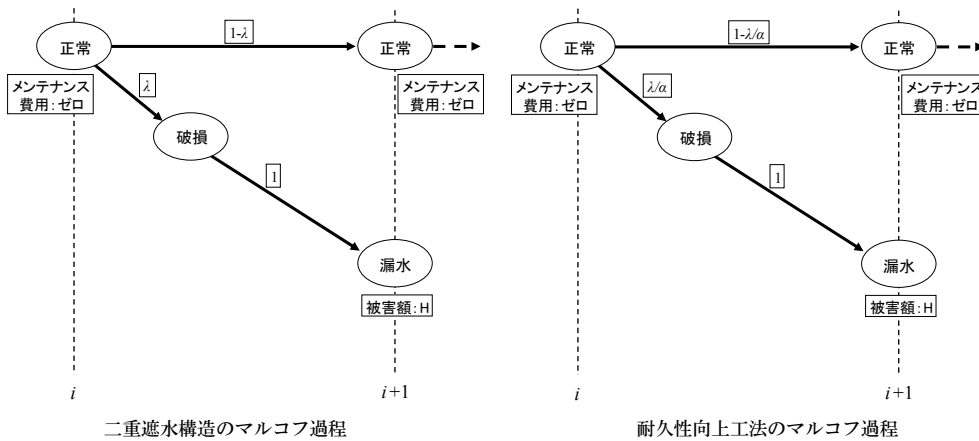 正常
1-λ
正常
メンテナンス
費用:ゼロ
λ
メンテナンス
費用:ゼロ
破損
1
漏水
被害額:H
i
i+1
二重遮水構造のマルコフ過程
正常
1-λ/α
正常
メンテナンス
費用:ゼロ
λ/α
メンテナンス
費用:ゼロ
破損
1
漏水
被害額:H
i
i+1
耐久性向上工法のマルコフ過程